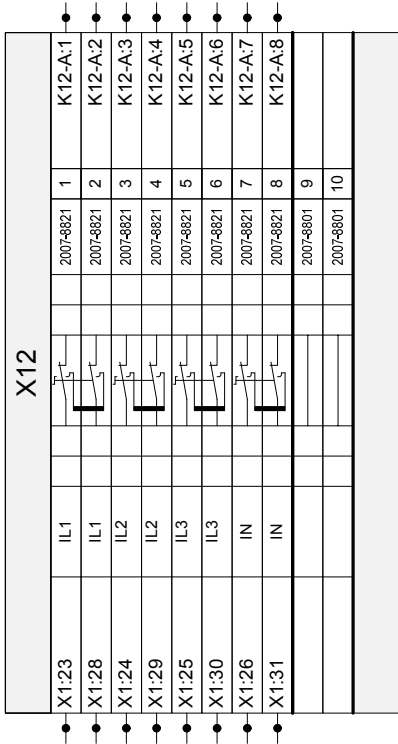 X12
K12-A:1 K12-A:2 K12-A:3 K12-A:4 K12-A:5 K12-A:6 K12-A:7 K12-A:8
1 2 3 4 5 6 7 8 9 10
2007-8821 2007-8821 2007-8821 2007-8821 2007-8821 2007-8821 2007-8821 2007-8821 2007-8801 2007-8801
IL1 IL1 IL2 IL2 IL3 IL3 IN IN
X1:23 X1:28 X1:24 X1:29 X1:25 X1:30 X1:26 X1:31